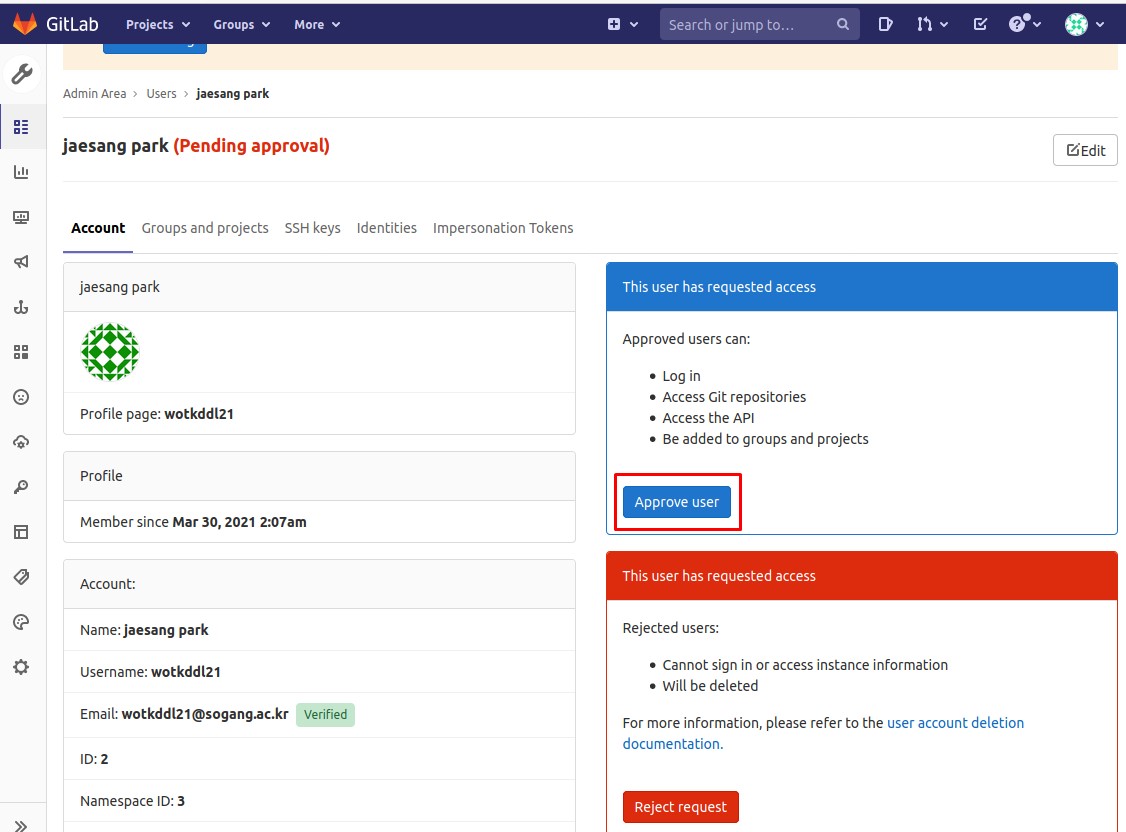 GitLab Projects Groups More Search or jump to...
Admin Area > Users > jaesang park
jaesang park (Pending approval)
Edit
Account Groups and projects SSH keys Identities Impersonation Tokens
jaesang park
Profile page: wotkddl21
Profile
Member since Mar 30, 2021 2:07am
Account:
Name: jaesang park
Username: wotkddl21
Email: wotkddl21@sogang.ac.kr Verified
ID: 2
Namespace ID: 3
This user has requested access
Approved users can:
• Log in
• Access Git repositories
• Access the API
• Be added to groups and projects
Approve user
This user has requested access
Rejected users:
• Cannot sign in or access instance information
• Will be deleted
For more information, please refer to the user account deletion
documentation.
Reject request